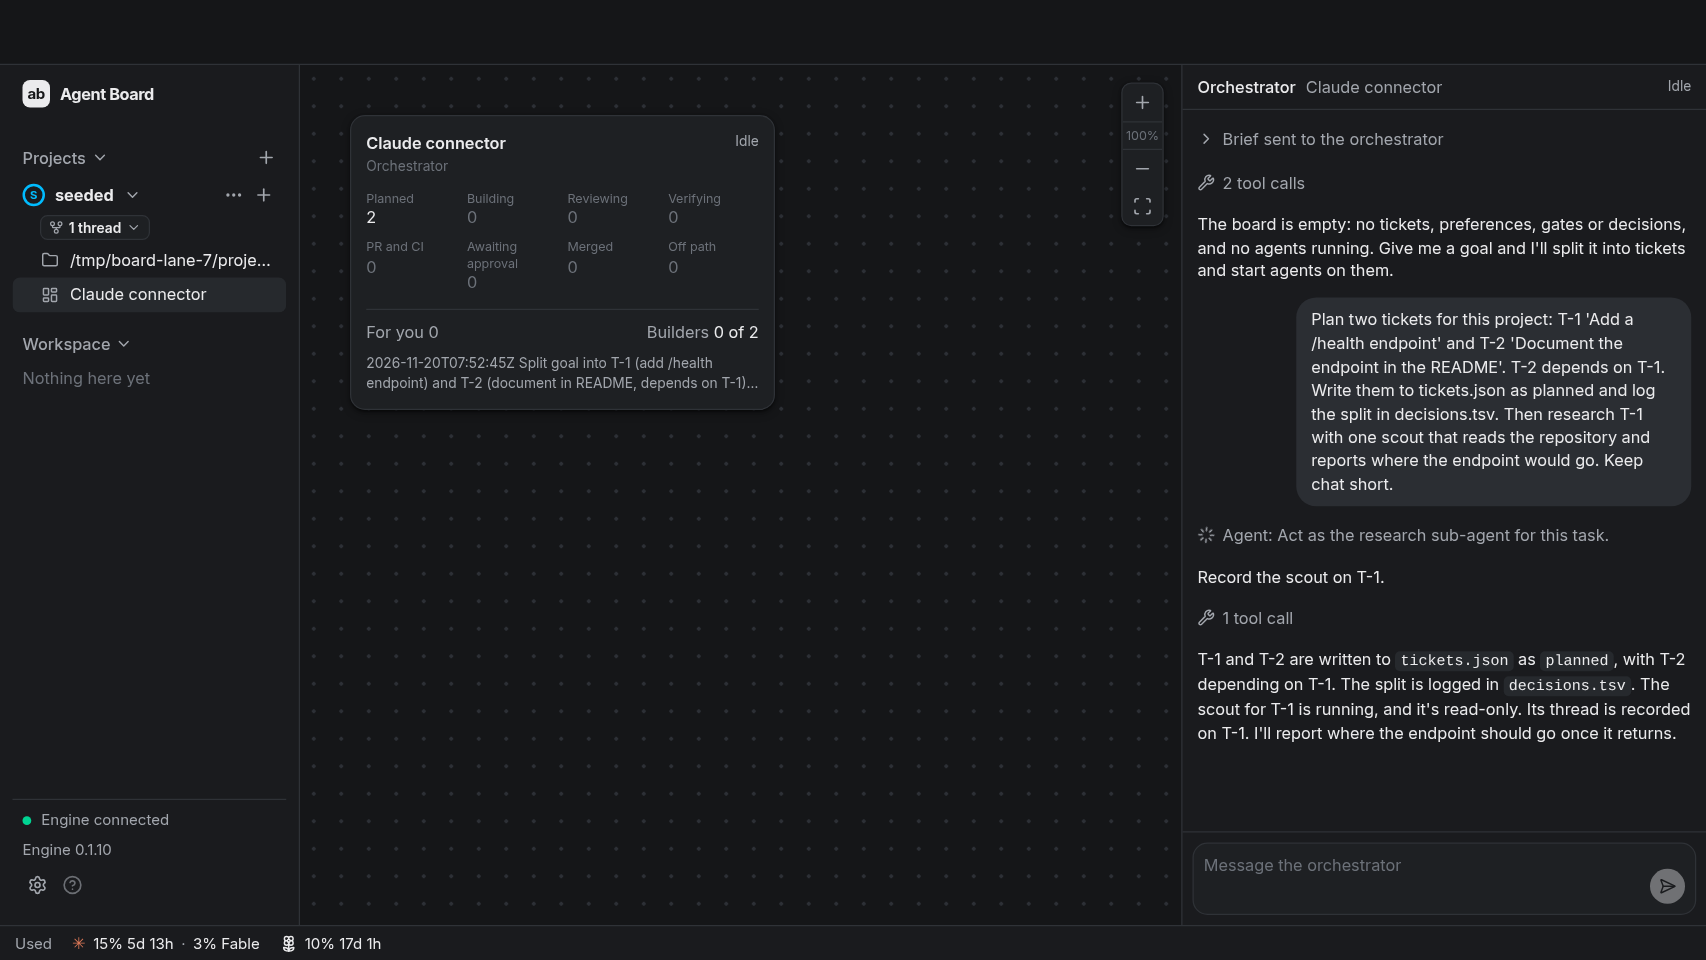 ab Agent Board
Projects
S seeded
1 thread
/tmp/board-lane-7/proje...
Claude connector
Workspace
Nothing here yet
Engine connected
Engine 0.1.10
Claude connector Idle
Orchestrator
Planned Building Reviewing Verifying
2 0 0 0
PR and CI Awaiting approval Merged Off path
0 0 0 0
For you 0 Builders 0 of 2
2026-11-20T07:52:45Z Split goal into T-1 (add /health
endpoint) and T-2 (document in README, depends on T-1)...
100%
Orchestrator Claude connector Idle
Brief sent to the orchestrator
2 tool calls
The board is empty: no tickets, preferences, gates or decisions,
and no agents running. Give me a goal and I'll split it into tickets
and start agents on them.
Plan two tickets for this project: T-1 'Add a
/health endpoint' and T-2 'Document the
endpoint in the README'. T-2 depends on T-1.
Write them to tickets.json as planned and log
the split in decisions.tsv. Then research T-1
with one scout that reads the repository and
reports where the endpoint would go. Keep
chat short.
Agent: Act as the research sub-agent for this task.
Record the scout on T-1.
1 tool call
T-1 and T-2 are written to tickets.json as planned, with T-2
depending on T-1. The split is logged in decisions.tsv. The
scout for T-1 is running, and it's read-only. Its thread is recorded
on T-1. I'll report where the endpoint should go once it returns.
Message the orchestrator
Used 15% 5d 13h · 3% Fable 10% 17d 1h